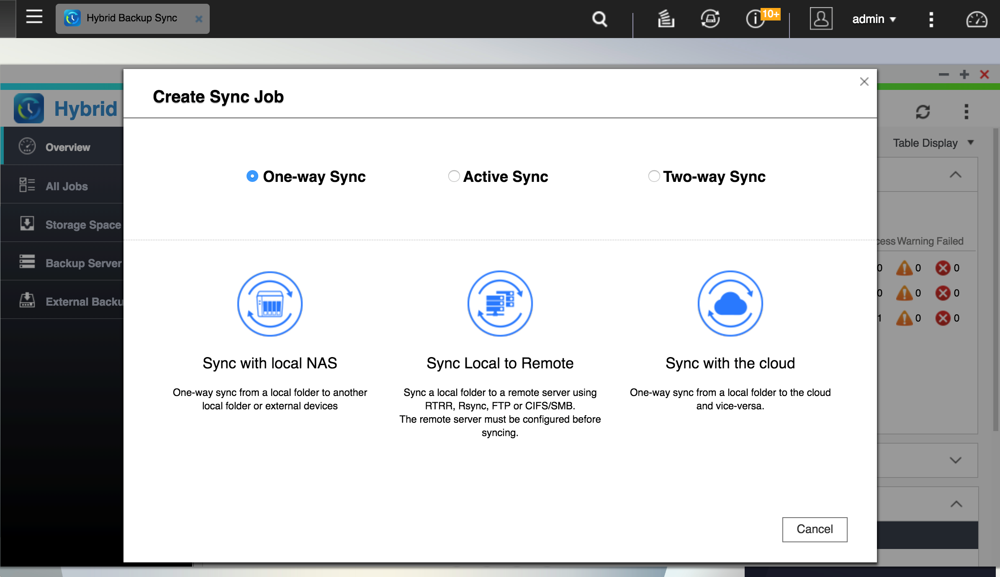 Hybrid Backup Sync
10+
admin
Create Sync Job
Hybrid
Overview
All Jobs
Storage Space
Backup Server
External Backu
Table Display
One-way Sync
Active Sync
Two-way Sync
cess Warning Failed
0 0 0
0 0 0
1 0 0
Sync with local NAS
One-way sync from a local folder to another
local folder or external devices
Sync Local to Remote
Sync a local folder to a remote server using
RTRR, Rsync, FTP or CIFS/SMB.
The remote server must be configured before
syncing.
Sync with the cloud
One-way sync from a local folder to the cloud
and vice-versa.
Cancel